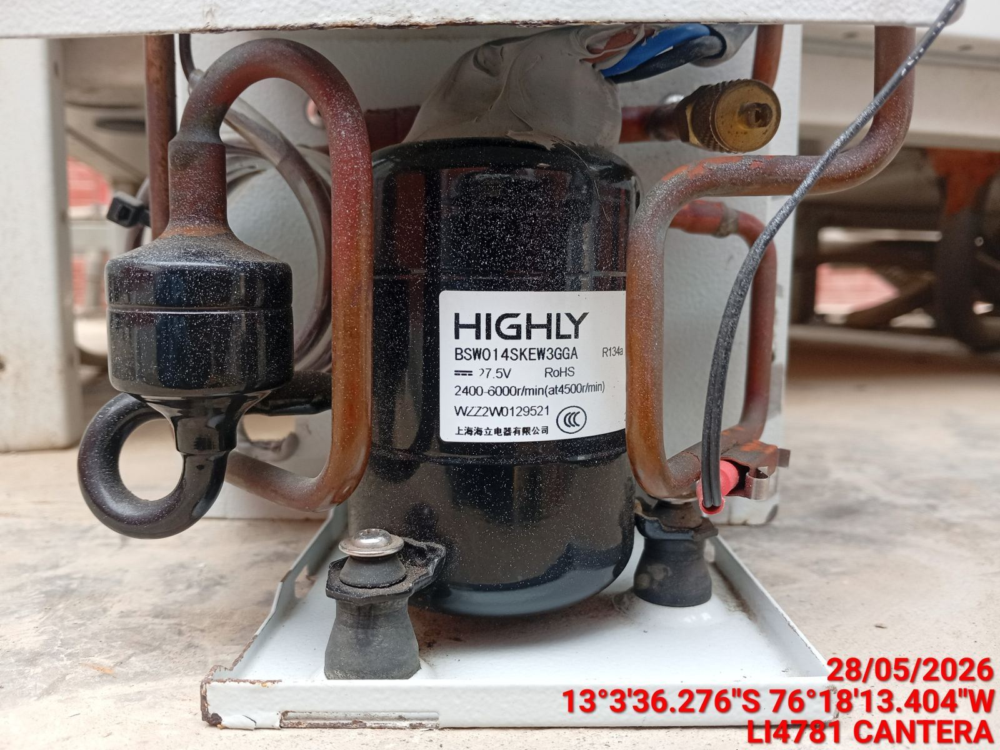 HIGHLY
BSW014SKEW3GGA R134a
27.5V RoHS
2400-6000r/min(at4500r/min)
WZZ2W0129521
上海海立电器有限公司
28/05/2026
13°3'36.276"S 76°18'13.404"W
LI4781 CANTERA